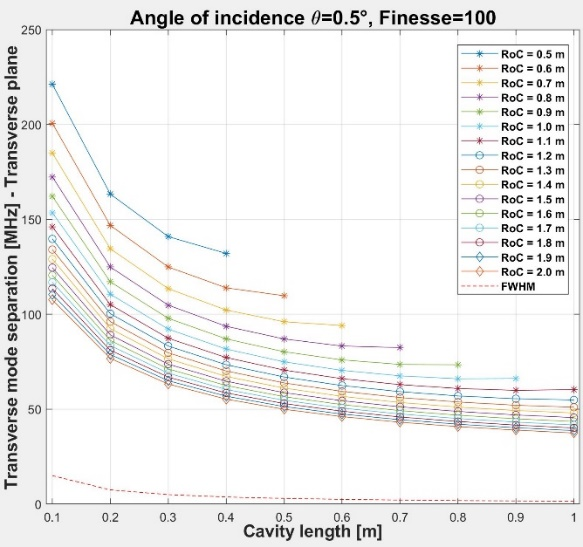 Angle of incidence θ=0.5°, Finesse=100
Transverse mode separation [MHz] - Transverse plane
250
200
150
100
50
0
RoC = 0.5 m
RoC = 0.6 m
RoC = 0.7 m
RoC = 0.8 m
RoC = 0.9 m
RoC = 1.0 m
RoC = 1.1 m
RoC = 1.2 m
RoC = 1.3 m
RoC = 1.4 m
RoC = 1.5 m
RoC = 1.6 m
RoC = 1.7 m
RoC = 1.8 m
RoC = 1.9 m
RoC = 2.0 m
FWHM
0.1 0.2 0.3 0.4 0.5 0.6 0.7 0.8 0.9 1
Cavity length [m]